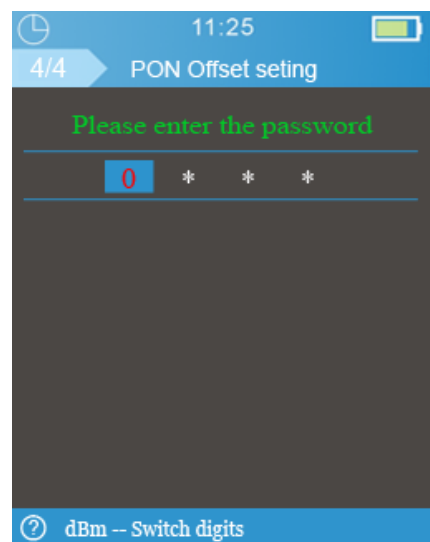 11:25
4/4 PON Offset seting
Please enter the password
0 * * *
? dBm -- Switch digits